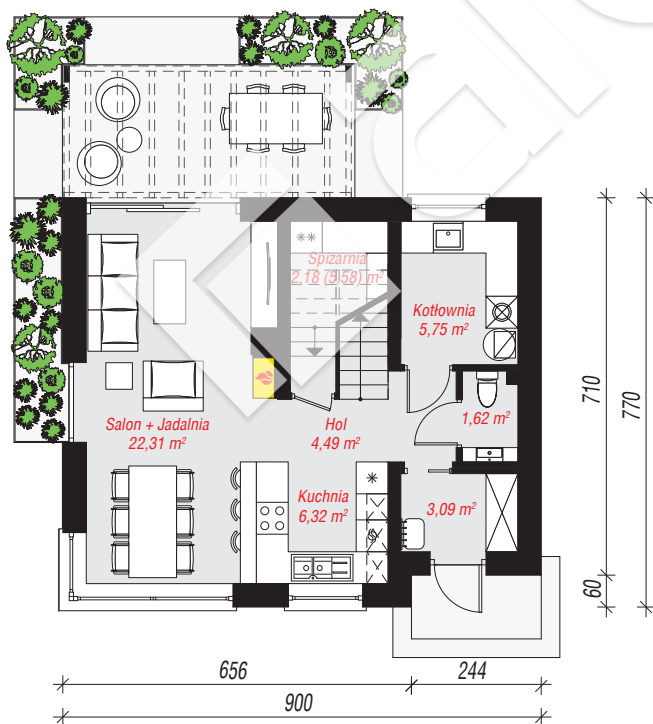 Spiżarnia
2,18 (5,58) m²
Kotłownia
5,75 m²
Salon + Jadalnia
22,31 m²
Hol
4,49 m²
1,62 m²
Kuchnia
6,32 m²
3,09 m²
710
770
60
656
244
900